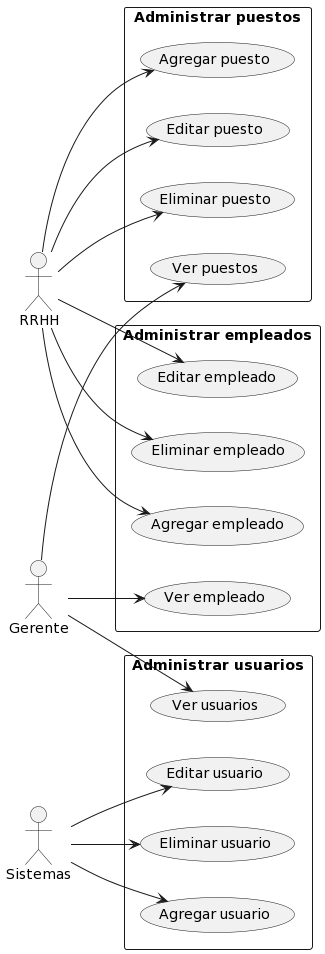 Administrar puestos
Agregar puesto
Editar puesto
Eliminar puesto
Ver puestos
RRHH
Administrar empleados
Editar empleado
Eliminar empleado
Agregar empleado
Ver empleado
Gerente
Administrar usuarios
Ver usuarios
Editar usuario
Eliminar usuario
Sistemas
Agregar usuario